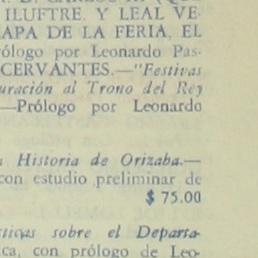 ILUFTRE, Y LEAL VE-
APA DE LA FERIA, EL
rólogo por Leonardo Pas-
CERVANTES.—"Festivas
uración al Trono del Rey
—Prólogo por Leonardo
Historia de Orizaba.—
con estudio preliminar de
$ 75.00
sticas sobre el Departa-
ca, con prólogo de Leo-